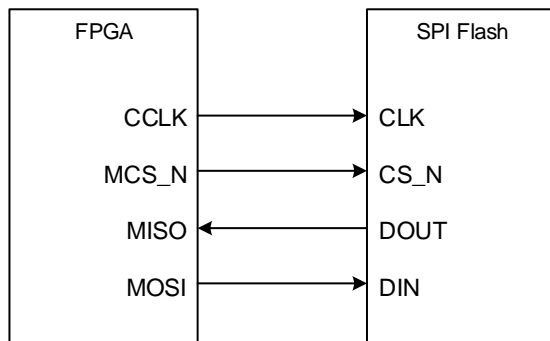 FPGA SPI Flash
CCLK CLK
MCS_N CS_N
MISO DOUT
MOSI DIN